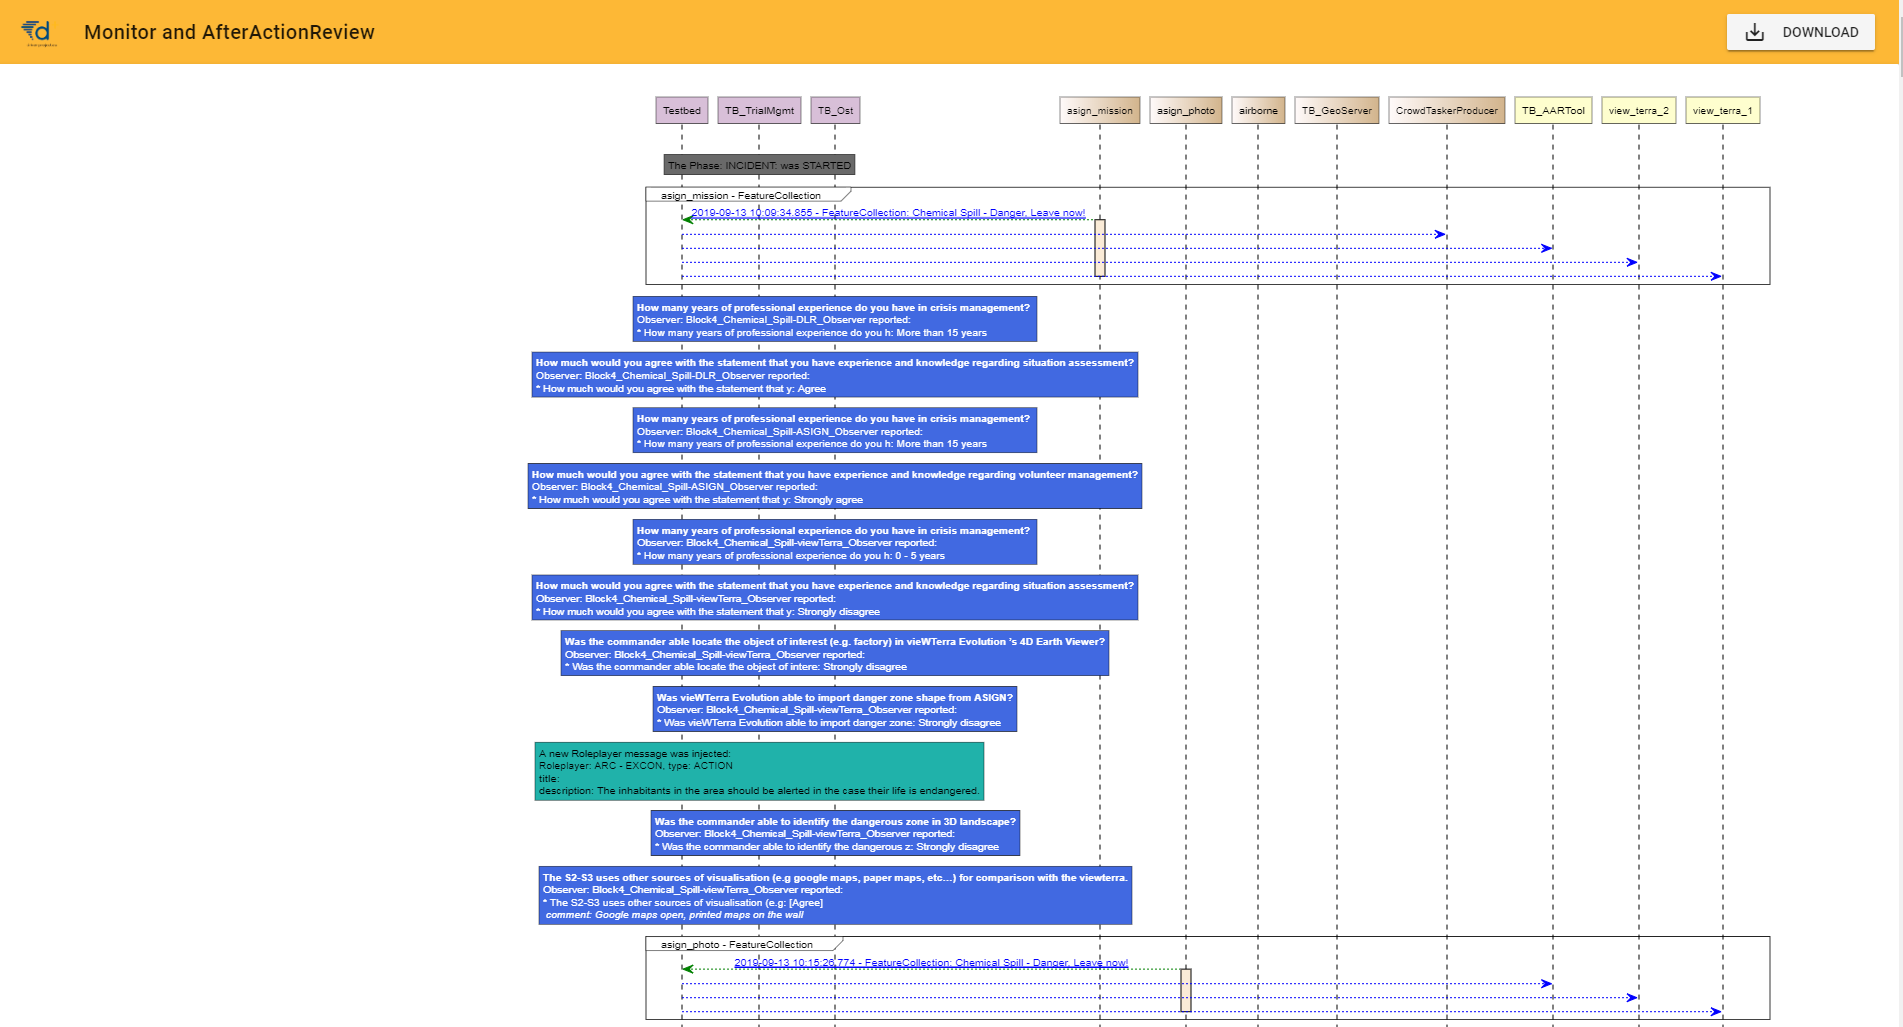 d
Monitor and AfterActionReview
DOWNLOAD
Testbed TB_TrialMgmt TB_Ost asign_mission asign_photo airborne TB_GeoServer CrowdTaskerProducer TB_AARTool view_terra_2 view_terra_1
The Phase: INCIDENT: was STARTED
asign_mission - FeatureCollection
2019-09-13 10:09:34.855 - FeatureCollection: Chemical Spill - Danger, Leave now!
How many years of professional experience do you have in crisis management?
Observer: Block4_Chemical_Spill-DLR_Observer reported:
* How many years of professional experience do you h: More than 15 years
How much would you agree with the statement that you have experience and knowledge regarding situation assessment?
Observer: Block4_Chemical_Spill-DLR_Observer reported:
* How much would you agree with the statement that y: Agree
How many years of professional experience do you have in crisis management?
Observer: Block4_Chemical_Spill-ASIGN_Observer reported:
* How many years of professional experience do you h: More than 15 years
How much would you agree with the statement that you have experience and knowledge regarding volunteer management?
Observer: Block4_Chemical_Spill-ASIGN_Observer reported:
* How much would you agree with the statement that y: Strongly agree
How many years of professional experience do you have in crisis management?
Observer: Block4_Chemical_Spill-viewTerra_Observer reported:
* How many years of professional experience do you h: 0 - 5 years
How much would you agree with the statement that you have experience and knowledge regarding situation assessment?
Observer: Block4_Chemical_Spill-viewTerra_Observer reported:
* How much would you agree with the statement that y: Strongly disagree
Was the commander able locate the object of interest (e.g. factory) in vieWTerra Evolution 's 4D Earth Viewer?
Observer: Block4_Chemical_Spill-viewTerra_Observer reported:
* Was the commander able locate the object of intere: Strongly disagree
Was vieWTerra Evolution able to import danger zone shape from ASIGN?
Observer: Block4_Chemical_Spill-viewTerra_Observer reported:
* Was vieWTerra Evolution able to import danger zone: Strongly disagree
A new Roleplayer message was injected:
Roleplayer: ARC - EXCON, type: ACTION
title:
description: The inhabitants in the area should be alerted in the case their life is endangered.
Was the commander able to identify the dangerous zone in 3D landscape?
Observer: Block4_Chemical_Spill-viewTerra_Observer reported:
* Was the commander able to identify the dangerous z: Strongly disagree
The S2-S3 uses other sources of visualisation (e.g google maps, paper maps, etc...) for comparison with the viewterra.
Observer: Block4_Chemical_Spill-viewTerra_Observer reported:
* The S2-S3 uses other sources of visualisation (e.g: [Agree]
comment: Google maps open, printed maps on the wall
asign_photo - FeatureCollection
2019-09-13 10:15:26.774 - FeatureCollection: Chemical Spill - Danger, Leave now!